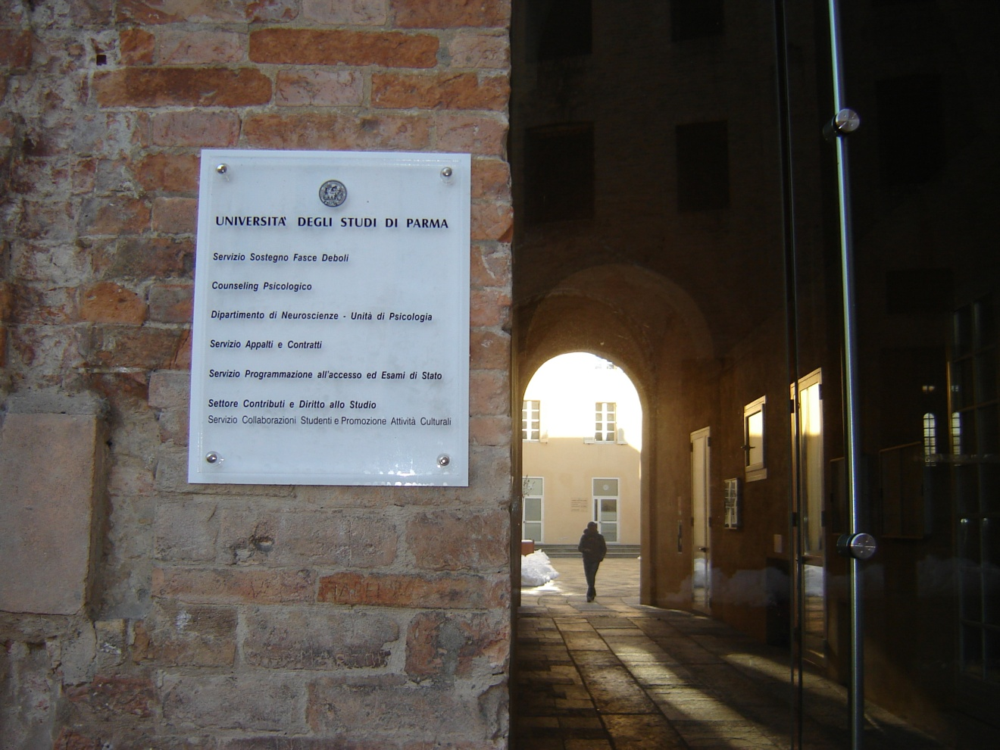 UNIVERSITA' DEGLI STUDI DI PARMA
Servizio Sostegno Fasce Deboli
Counseling Psicologico
Dipartimento di Neuroscienze - Unità di Psicologia
Servizio Appalti e Contratti
Servizio Programmazione all'accesso ed Esami di Stato
Settore Contributi e Diritto allo Studio
Servizio Collaborazioni Studenti e Promozione Attività Culturali